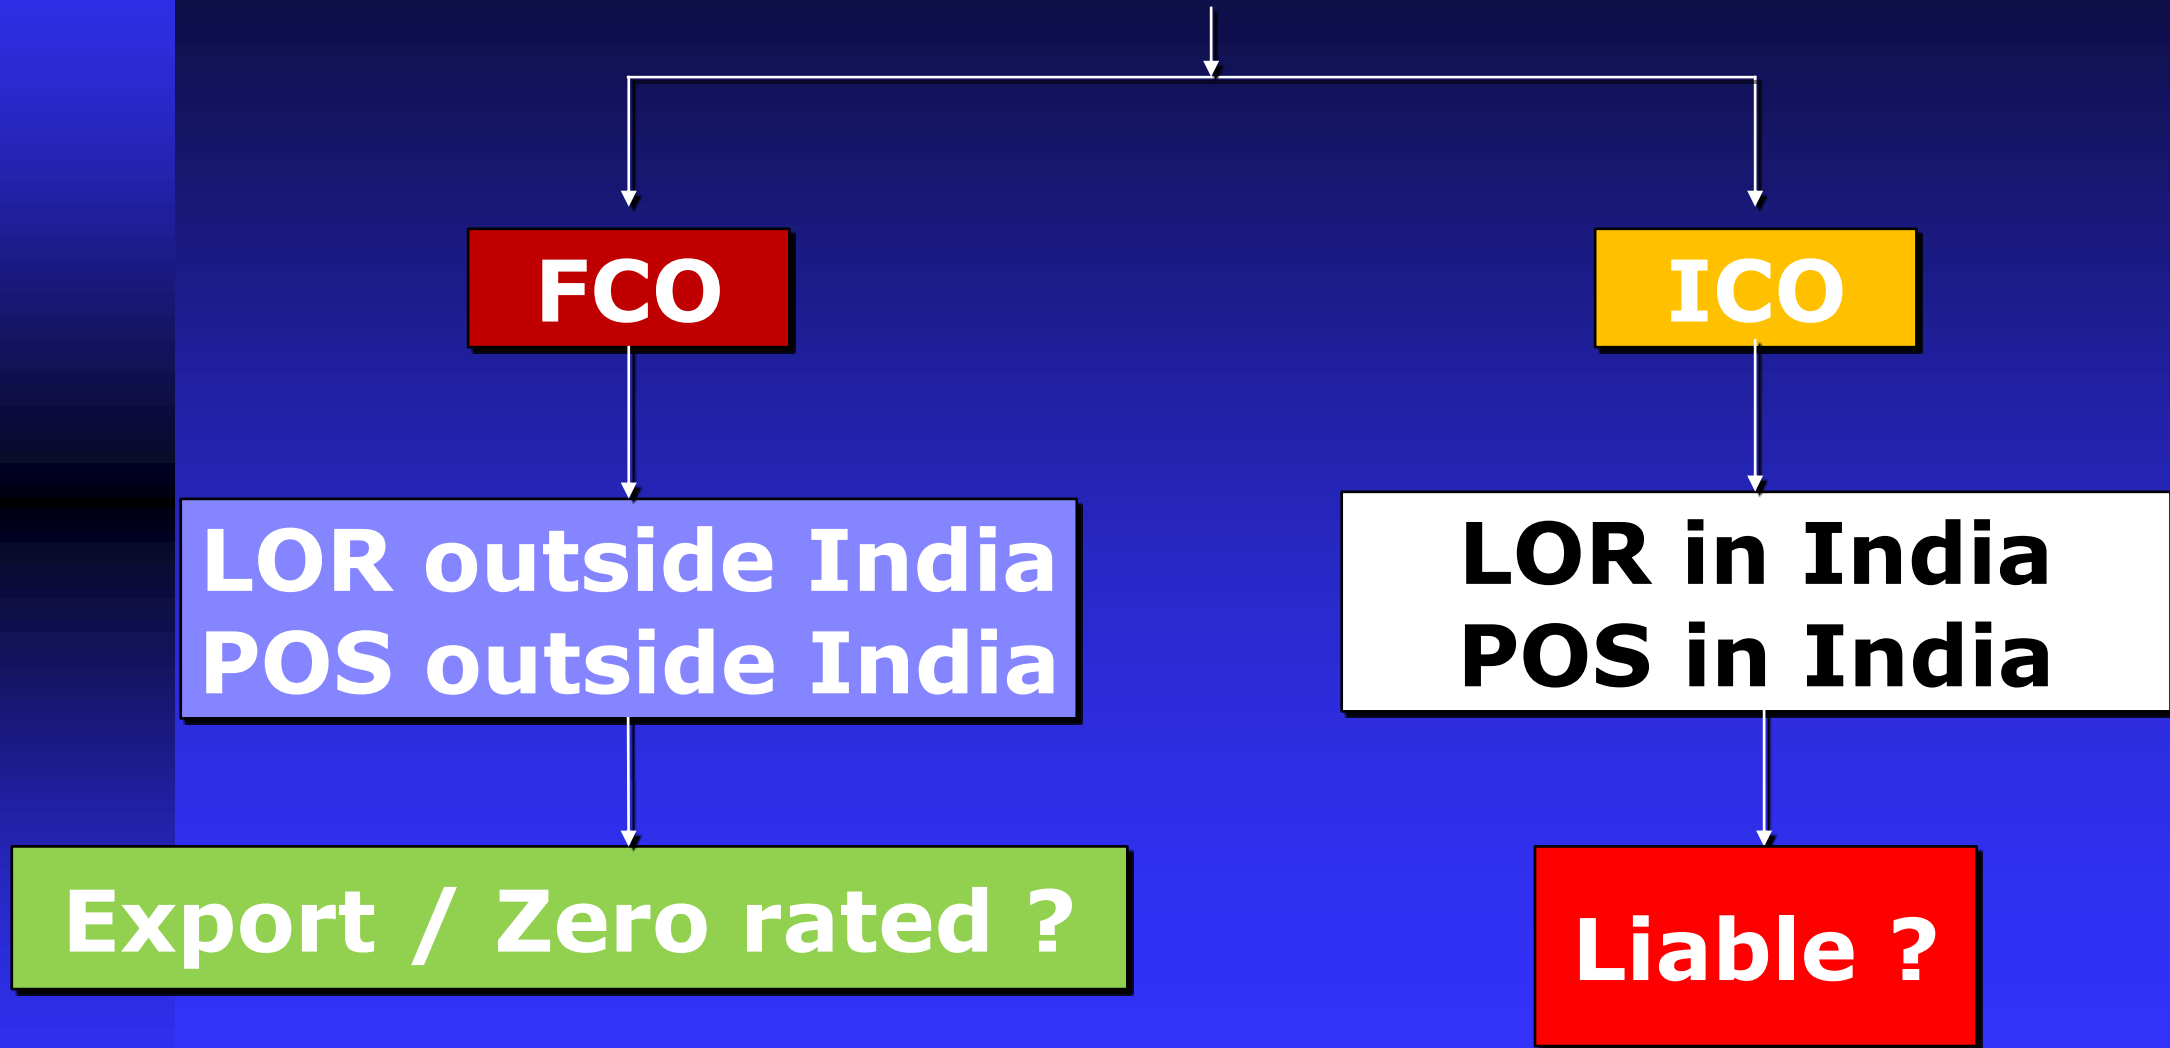 FCO
ICO
LOR outside India
POS outside India
LOR in India
POS in India
Export / Zero rated ?
Liable ?